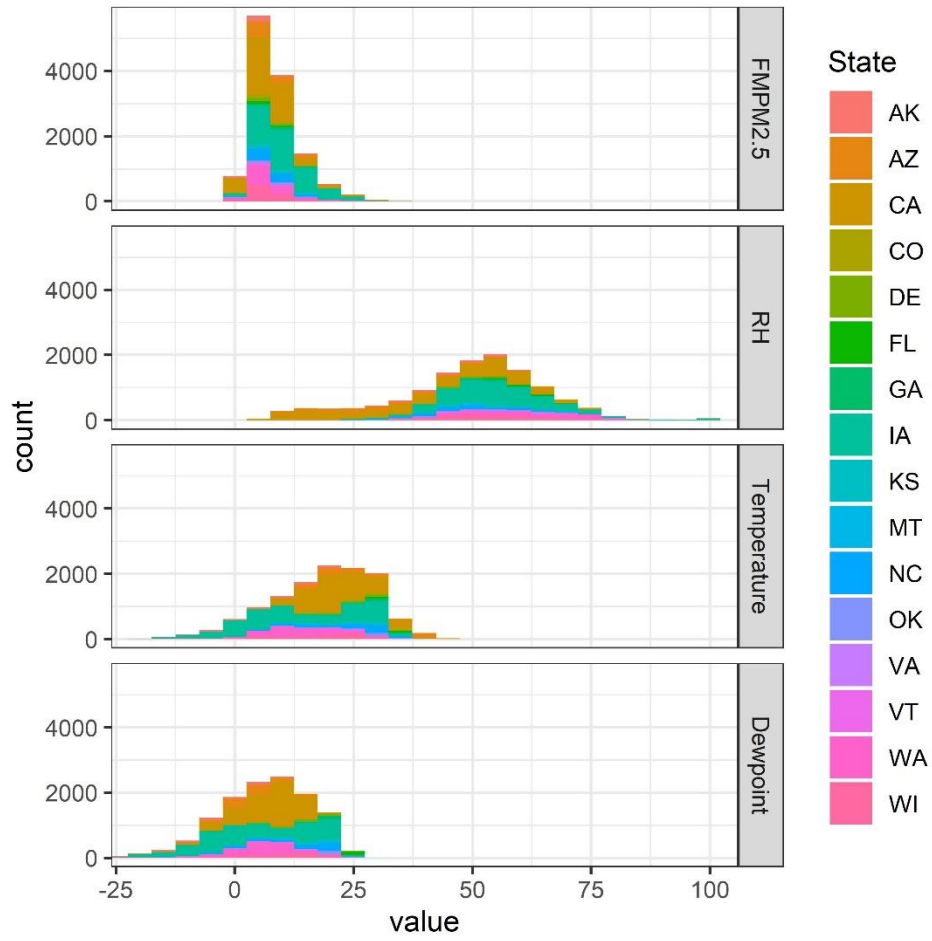 4000
2000
0
FMPM2.5
4000
2000
0
RH
4000
2000
0
Temperature
4000
2000
0
Dewpoint
count
-25 0 25 50 75 100
value
State
AK
AZ
CA
CO
DE
FL
GA
IA
KS
MT
NC
OK
VA
VT
WA
WI